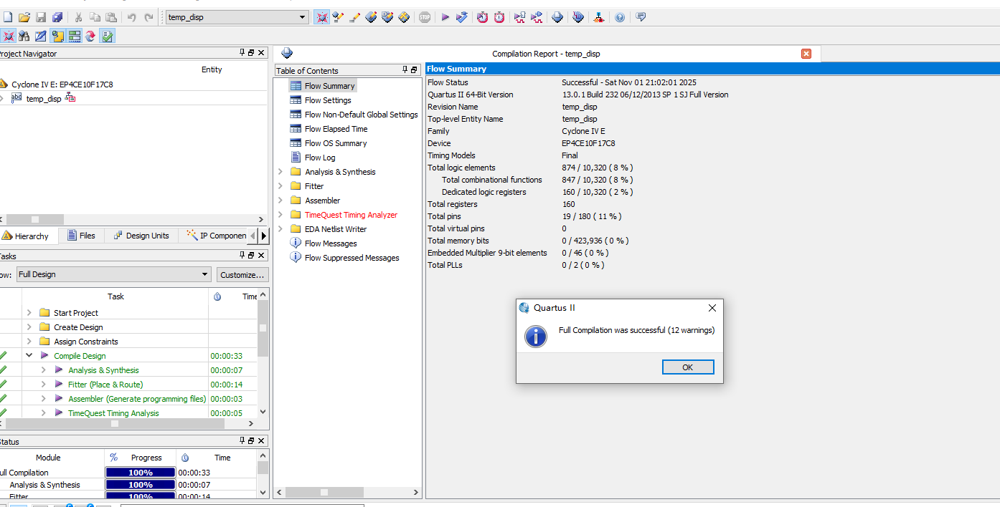 temp_disp
STOP
Project Navigator
Entity
Cyclone IV E: EP4CE10F17C8
abc temp_disp
Hierarchy Files Design Units IP Componen
Tasks
ow: Full Design Customize...
Task Time
Start Project
Create Design
Assign Constraints
Compile Design 00:00:33
Analysis & Synthesis 00:00:07
Fitter (Place & Route) 00:00:14
Assembler (Generate programming files) 00:00:03
TimeQuest Timing Analysis 00:00:05
Status
Module % Progress Time
ull Compilation 100% 00:00:33
Analysis & Synthesis 100% 00:00:07
Fitter 100% 00:00:14
Compilation Report - temp_disp
Table of Contents
Flow Summary
Flow Settings
Flow Non-Default Global Settings
Flow Elapsed Time
Flow OS Summary
Flow Log
Analysis & Synthesis
Fitter
Assembler
TimeQuest Timing Analyzer
EDA Netlist Writer
Flow Messages
Flow Suppressed Messages
Flow Summary
Flow Status Successful - Sat Nov 01 21:02:01 2025
Quartus II 64-Bit Version 13.0.1 Build 232 06/12/2013 SP 1 SJ Full Version
Revision Name temp_disp
Top-level Entity Name temp_disp
Family Cyclone IV E
Device EP4CE10F17C8
Timing Models Final
Total logic elements 874 / 10,320 ( 8 % )
Total combinational functions 847 / 10,320 ( 8 % )
Dedicated logic registers 160 / 10,320 ( 2 % )
Total registers 160
Total pins 19 / 180 ( 11 % )
Total virtual pins 0
Total memory bits 0 / 423,936 ( 0 % )
Embedded Multiplier 9-bit elements 0 / 46 ( 0 % )
Total PLLs 0 / 2 ( 0 % )
Quartus II
Full Compilation was successful (12 warnings)
OK